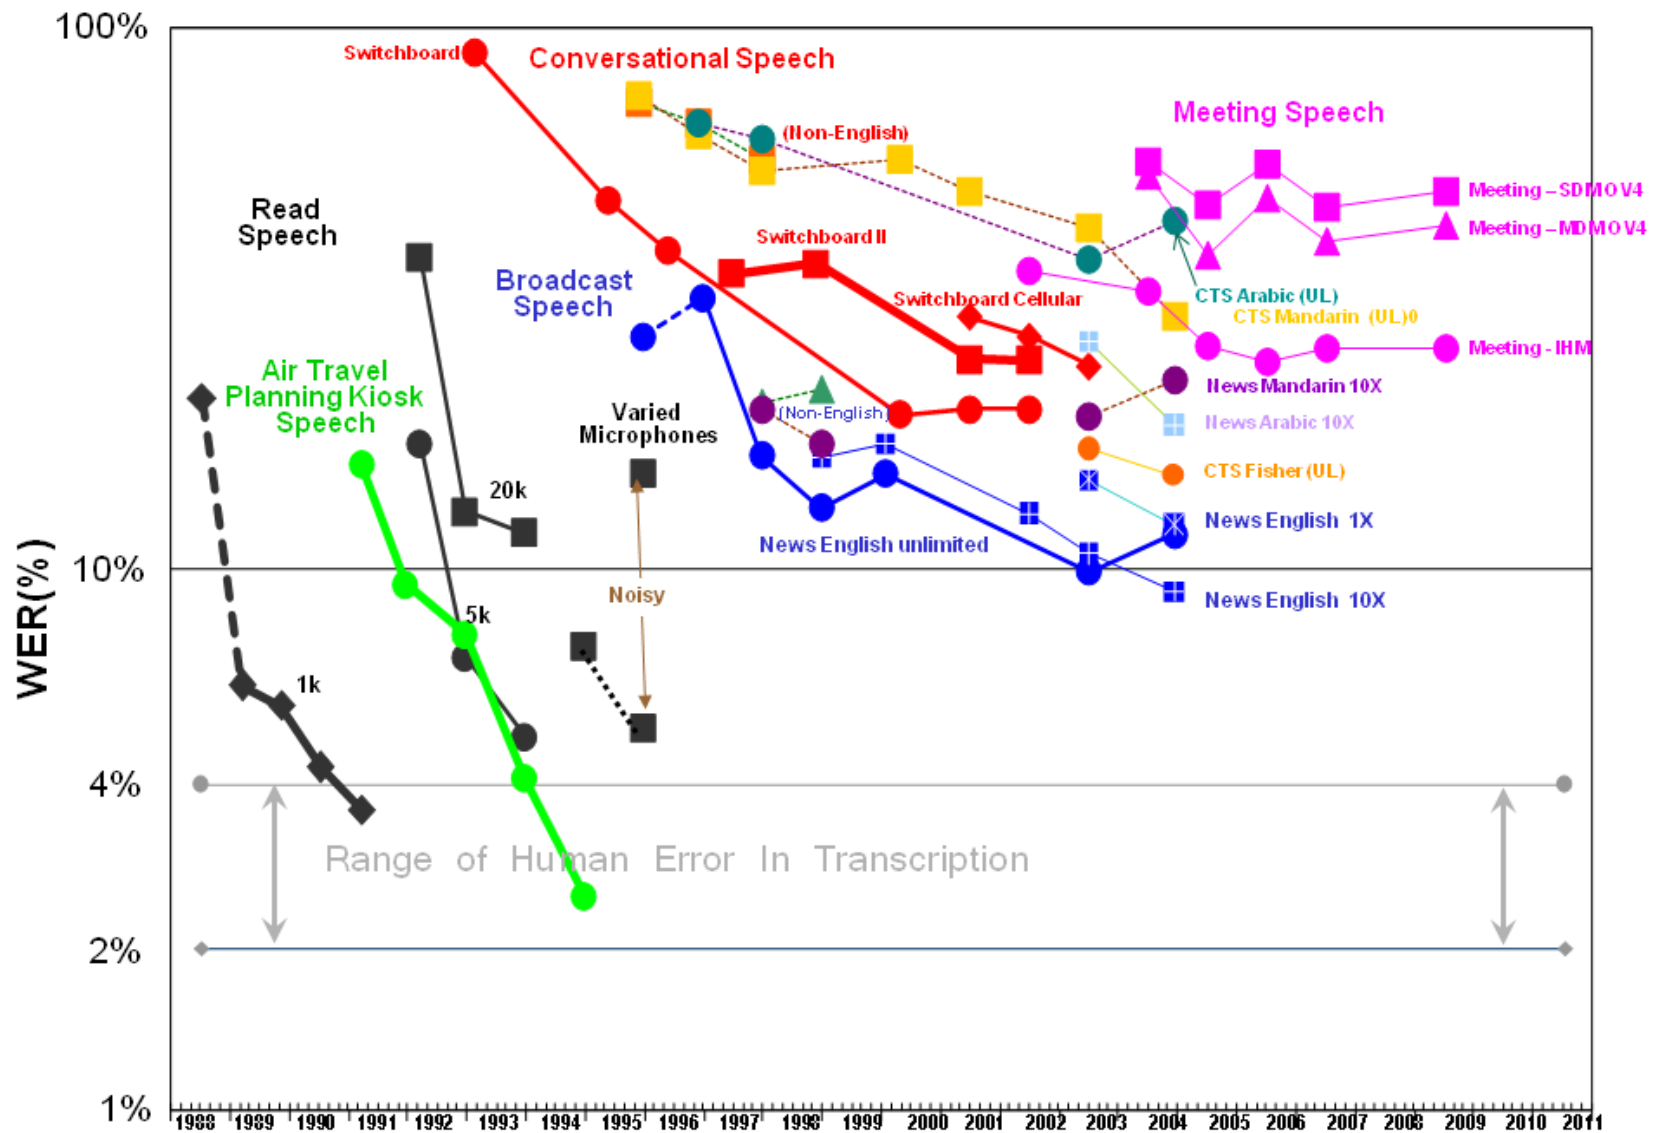 100%
Switchboard
Conversational Speech
(Non-English)
Meeting Speech
Meeting – SDMOV4
Meeting – MDMOV4
Read
Speech
Switchboard II
Broadcast
Speech
Switchboard Cellular
CTS Arabic (UL)
CTS Mandarin (UL)0
Meeting - IHM
Air Travel
Planning Kiosk
Speech
News Mandarin 10X
Varied
Microphones
(Non-English)
News Arabic 10X
CTS Fisher (UL)
20k
News English 1X
News English unlimited
10%
Noisy
News English 10X
5k
WER(%)
1k
4%
Range of Human Error In Transcription
2%
1%
1988 1989 1990 1991 1992 1993 1994 1995 1996 1997 1998 1999 2000 2001 2002 2003 2004 2005 2006 2007 2008 2009 2010 2011